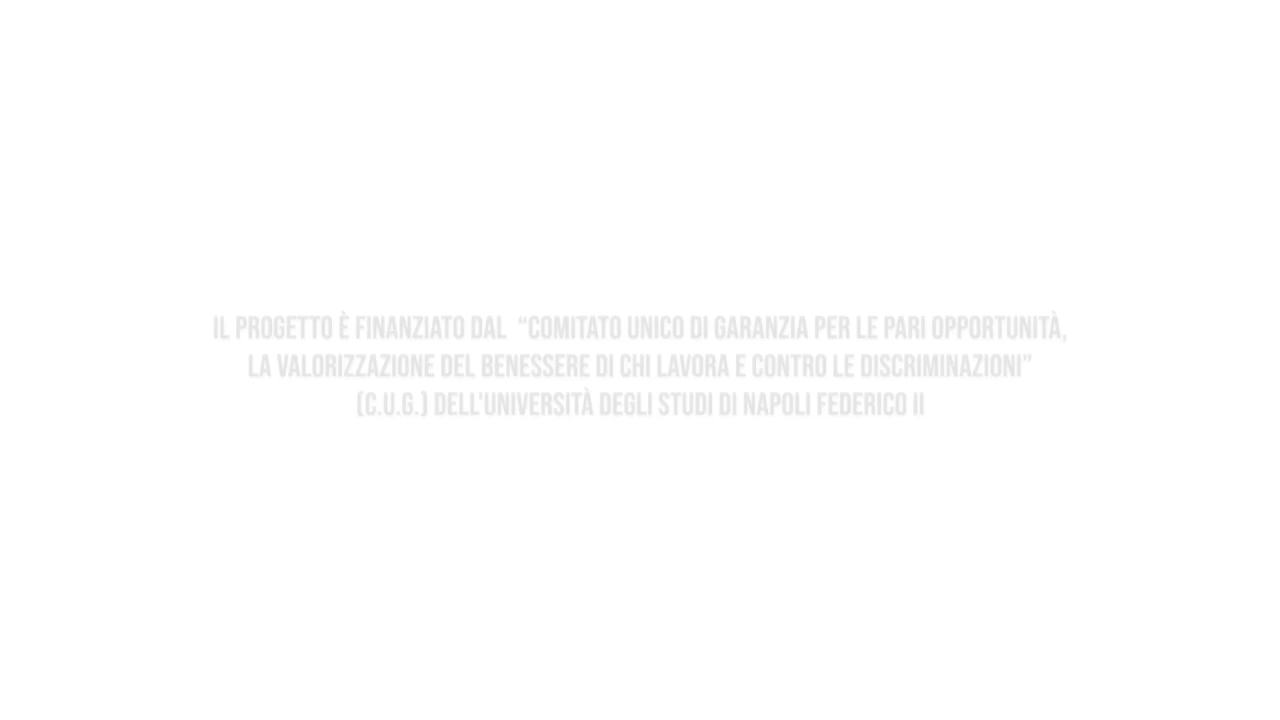 IL PROGETTO È FINANZIATO DAL “COMITATO UNICO DI GARANZIA PER LE PARI OPPORTUNITÀ,
LA VALORIZZAZIONE DEL BENESSERE DI CHI LAVORA E CONTRO LE DISCRIMINAZIONI”
(C.U.G.) DELL'UNIVERSITÀ DEGLI STUDI DI NAPOLI FEDERICO II